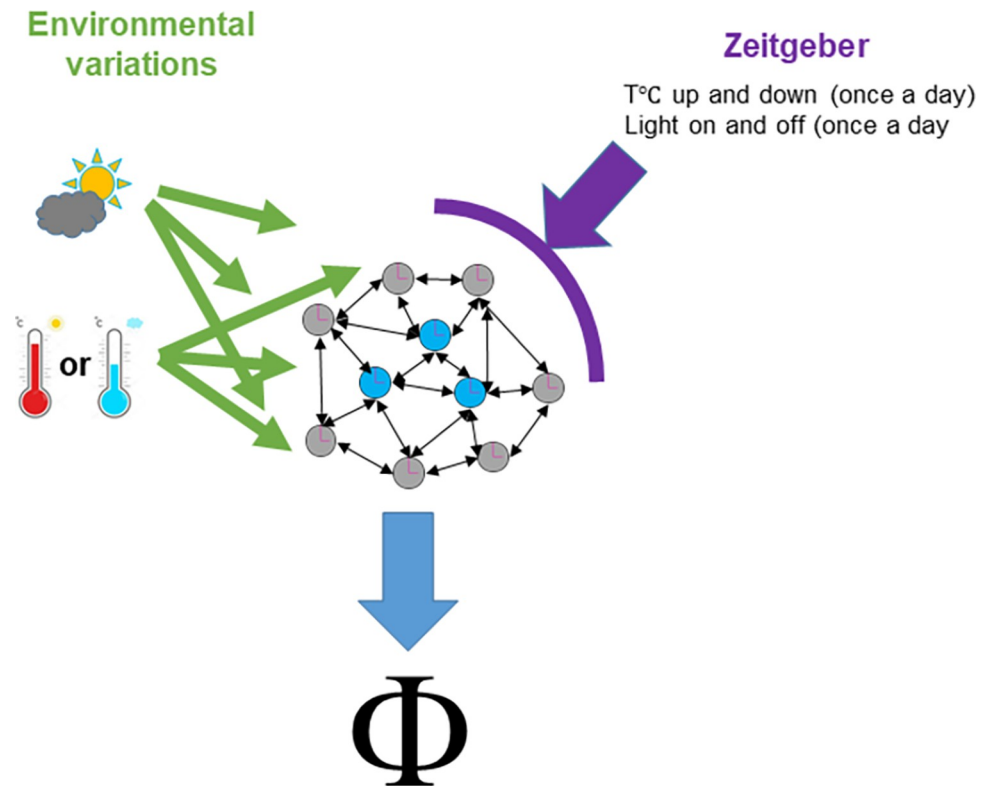 Environmental
variations
Zeitgeber
T°C up and down (once a day)
Light on and off (once a day
°C
or
°C
Φ